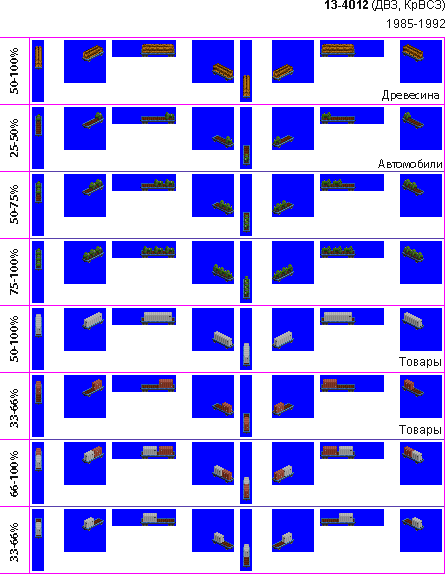 13-4012 (ДВЗ, КрВСЗ)
1985-1992
50-100%
Древесина
25-50%
Автомобили
50-75%
75-100%
50-100%
Товары
33-66%
Товары
66-100%
33-66%